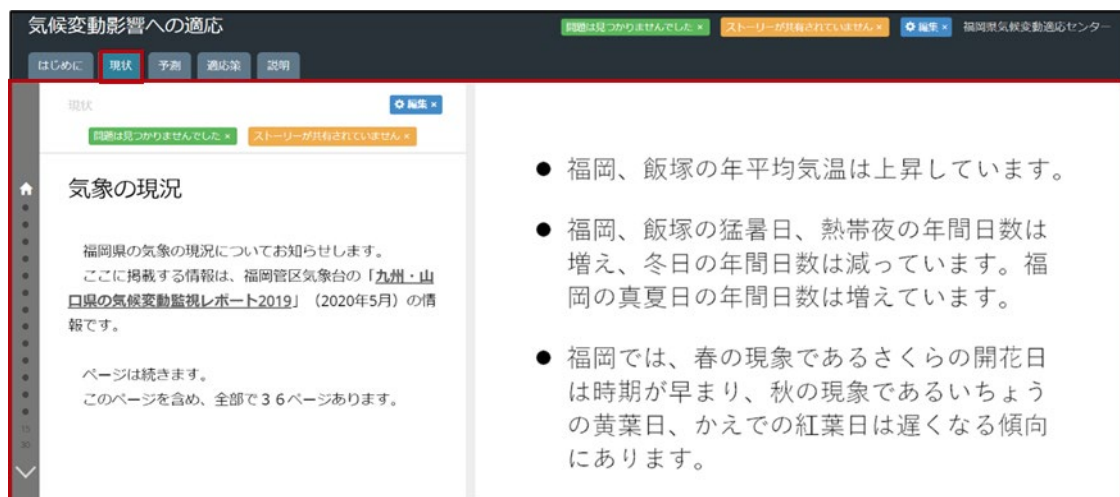 気候変動影響への適応
問題は見つかりませんでした ×
ストーリーが共有されていません ×
編集 ×
福岡県気候変動適応センター
はじめに
現状
予測
適応策
説明
現状
編集 ×
問題は見つかりませんでした ×
ストーリーが共有されていません ×
気象の現況
福岡県の気象の現況についてお知らせします。
ここに掲載する情報は、福岡管区気象台の「九州・山
口県の気候変動監視レポート2019」（2020年5月）の情
報です。
ページは続きます。
このページを含め、全部で３６ページあります。
15
30
● 福岡、飯塚の年平均気温は上昇しています。
● 福岡、飯塚の猛暑日、熱帯夜の年間日数は
増え、冬日の年間日数は減っています。福
岡の真夏日の年間日数は増えています。
● 福岡では、春の現象であるさくらの開花日
は時期が早まり、秋の現象であるいちょう
の黄葉日、かえでの紅葉日は遅くなる傾向
にあります。